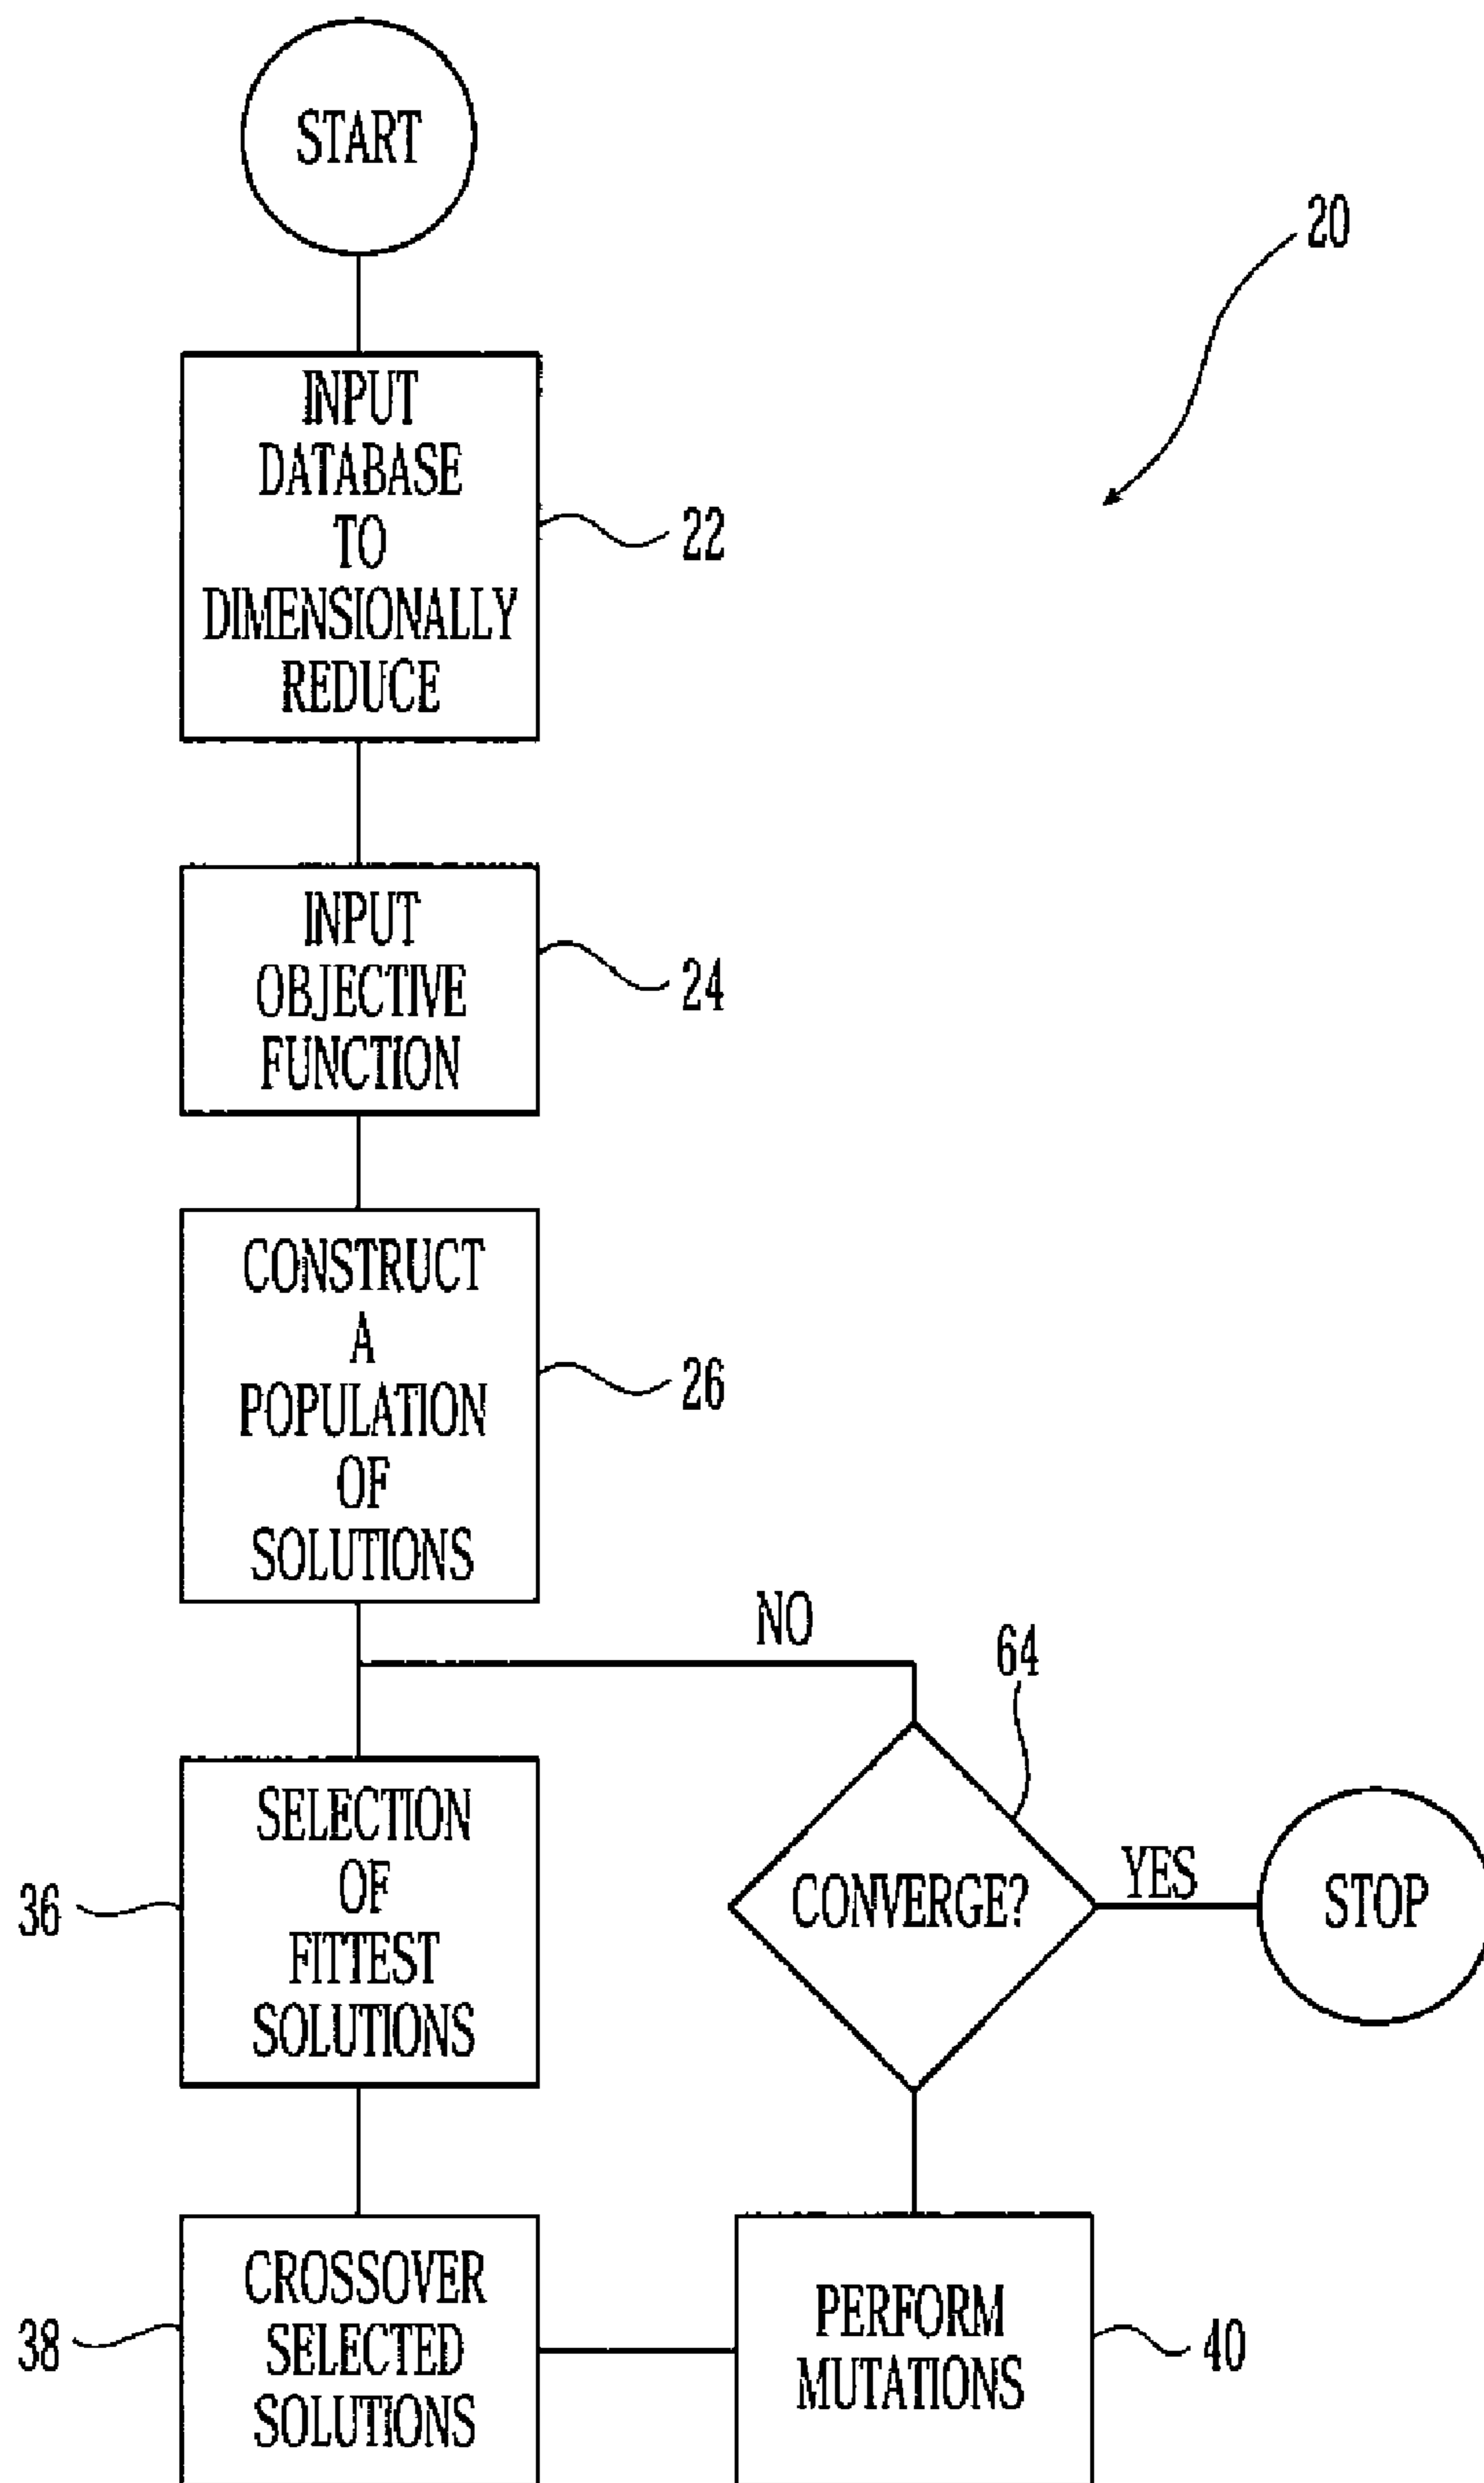 START
20
INPUT
DATABASE
TO
DIMENSIONALLY
REDUCE
22
INPUT
OBJECTIVE
FUNCTION
24
CONSTRUCT
A
POPULATION
OF
SOLUTIONS
26
NO
64
SELECTION
OF
FITTEST
SOLUTIONS
36
CONVERGE?
YES
STOP
CROSSOVER
SELECTED
SOLUTIONS
38
PERFORM
MUTATIONS
40